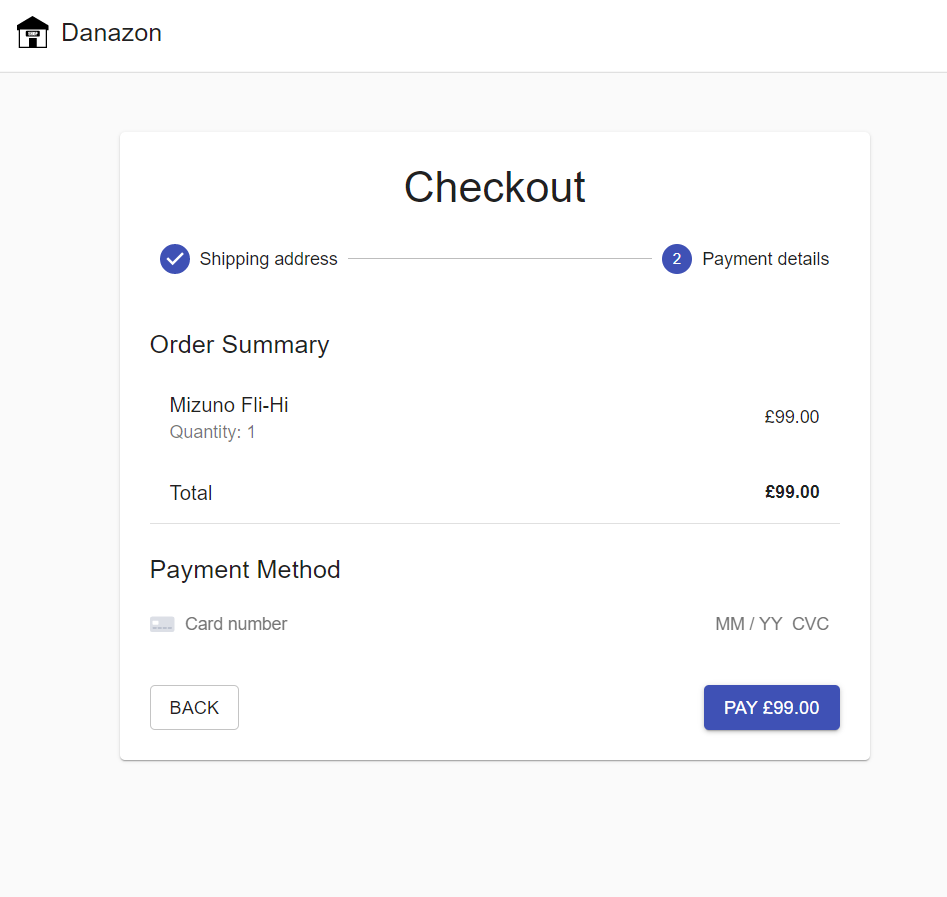 SHOP
Danazon
Checkout
Shipping address
2 Payment details
Order Summary
Mizuno Fli-Hi £99.00
Quantity: 1
Total £99.00
Payment Method
Card number MM / YY CVC
BACK PAY £99.00